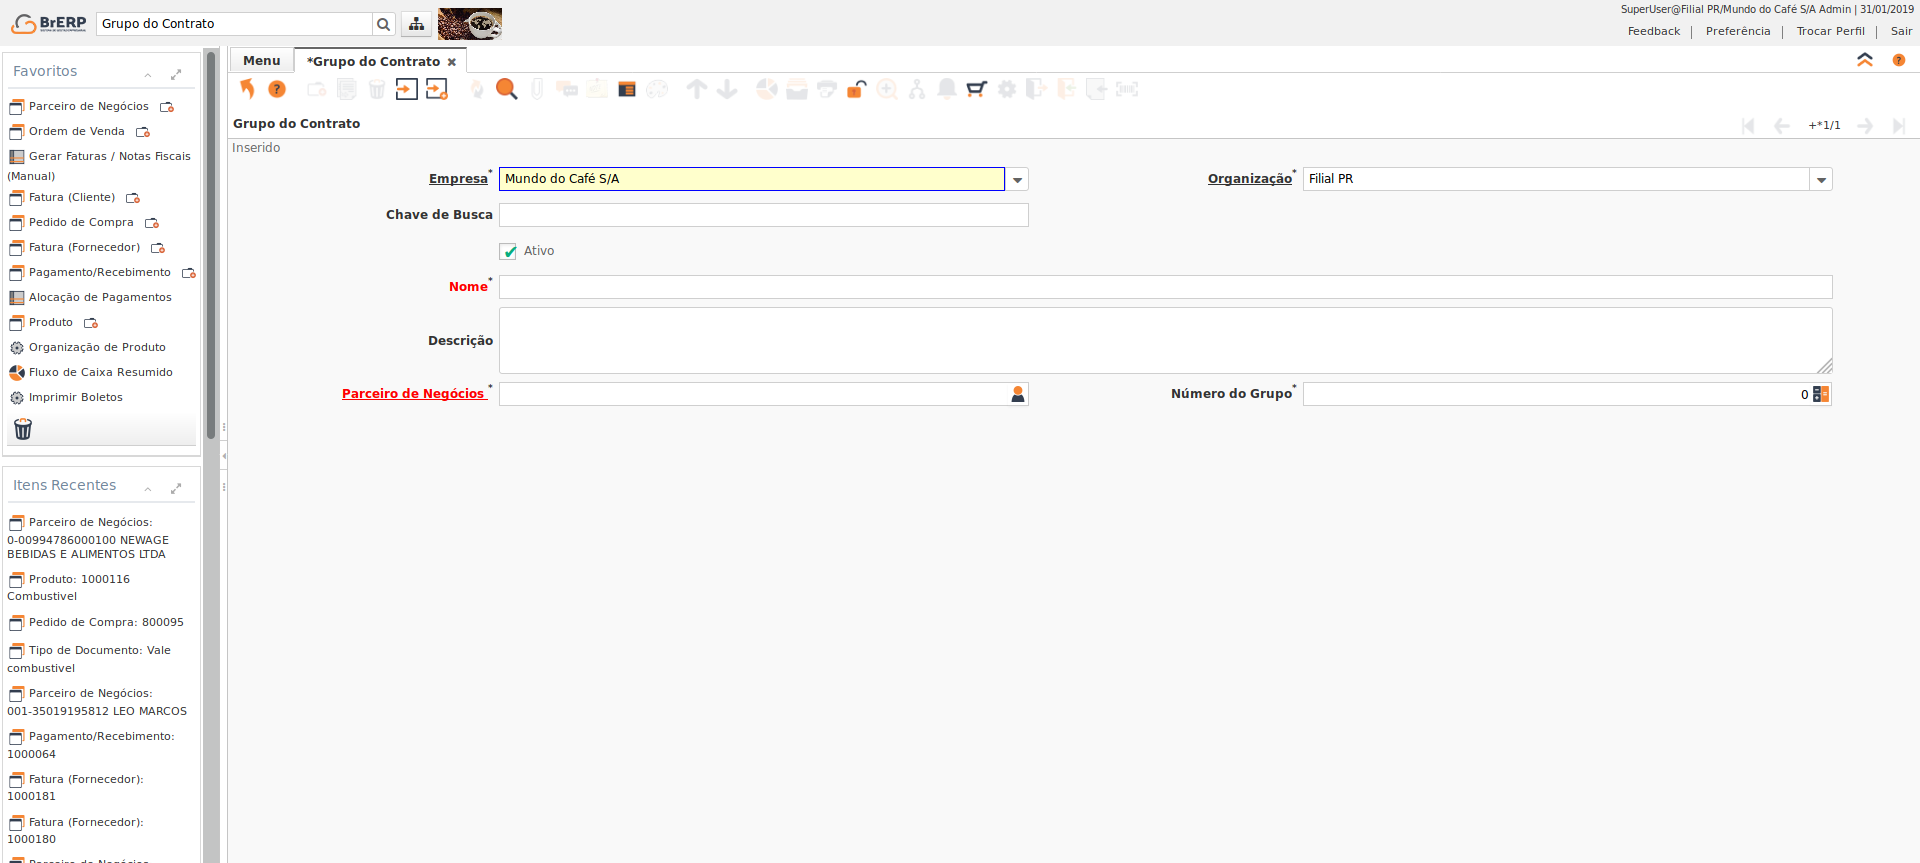 BrERP
Grupo do Contrato
SuperUser@Filial PR/Mundo do Café S/A Admin | 31/01/2019
Feedback | Preferência | Trocar Perfil | Sair
Favoritos
Parceiro de Negócios
Ordem de Venda
Gerar Faturas / Notas Fiscais
(Manual)
Fatura (Cliente)
Pedido de Compra
Fatura (Fornecedor)
Pagamento/Recebimento
Alocação de Pagamentos
Produto
Organização de Produto
Fluxo de Caixa Resumido
Imprimir Boletos
Itens Recentes
Parceiro de Negócios:
0-00994786000100 NEWAGE
BEBIDAS E ALIMENTOS LTDA
Produto: 1000116
Combustivel
Pedido de Compra: 800095
Tipo de Documento: Vale
combustivel
Parceiro de Negócios:
001-35019195812 LEO MARCOS
Pagamento/Recebimento:
1000064
Fatura (Fornecedor):
1000181
Fatura (Fornecedor):
1000180
Parceiro de Negócios
Menu
*Grupo do Contrato
Grupo do Contrato
+*1/1
Inserido
Empresa* Mundo do Café S/A
Organização* Filial PR
Chave de Busca
Ativo
Nome*
Descrição
Parceiro de Negócios *
Número do Grupo* 0